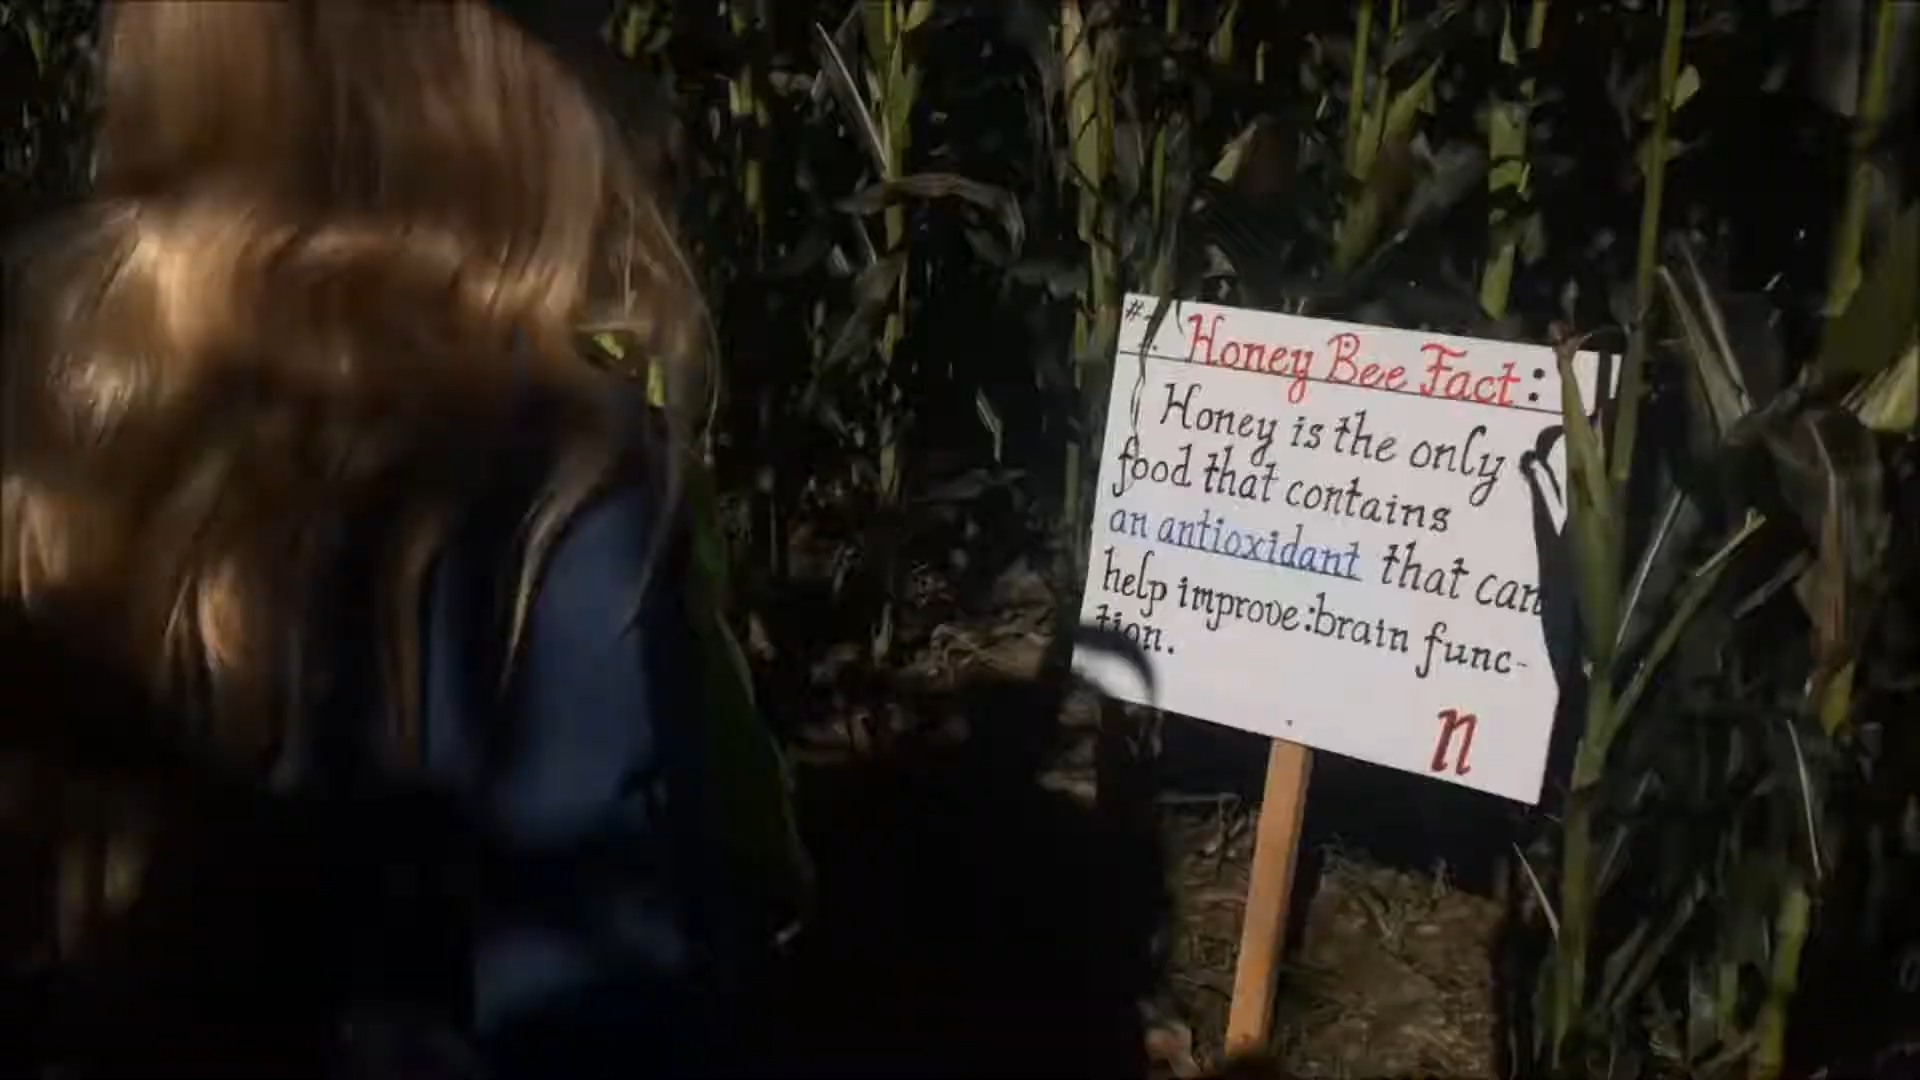 Honey Bee Fact:
Honey is the only
food that contains
an antioxidant that can
help improve:brain func-
tion.
n